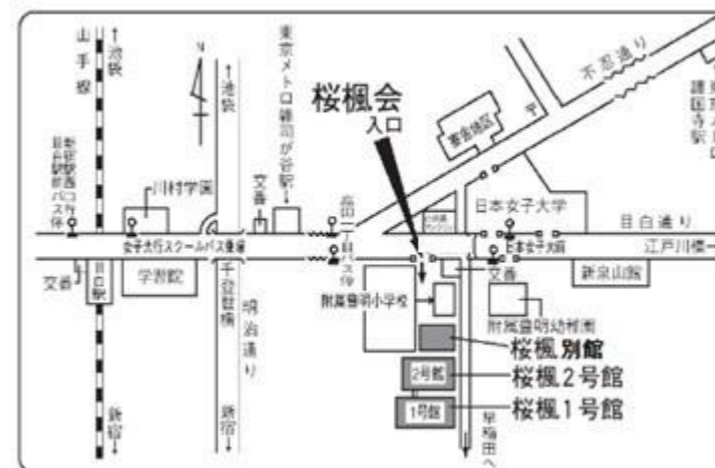 山手線
↑池袋
N
↑池袋
東京メトロ雑司が谷駅→
桜楓会
入口
不忍通り
〒
護国寺駅
川村学園
交番
高田一丁目バス停
日本女子大学
目白通り
女子大行スクールバス乗場
日本女子大前
江戸川橋→
交番
目白駅
学習院
千登世橋
明治通り
附属豊明小学校
交番
新泉山館
附属豊明幼稚園
桜楓別館
2号館
桜楓2号館
1号館
桜楓1号館
新宿↓
新宿↓
早稲田へ